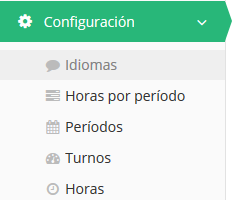 Configuración
Idiomas
Horas por período
Períodos
Turnos
Horas